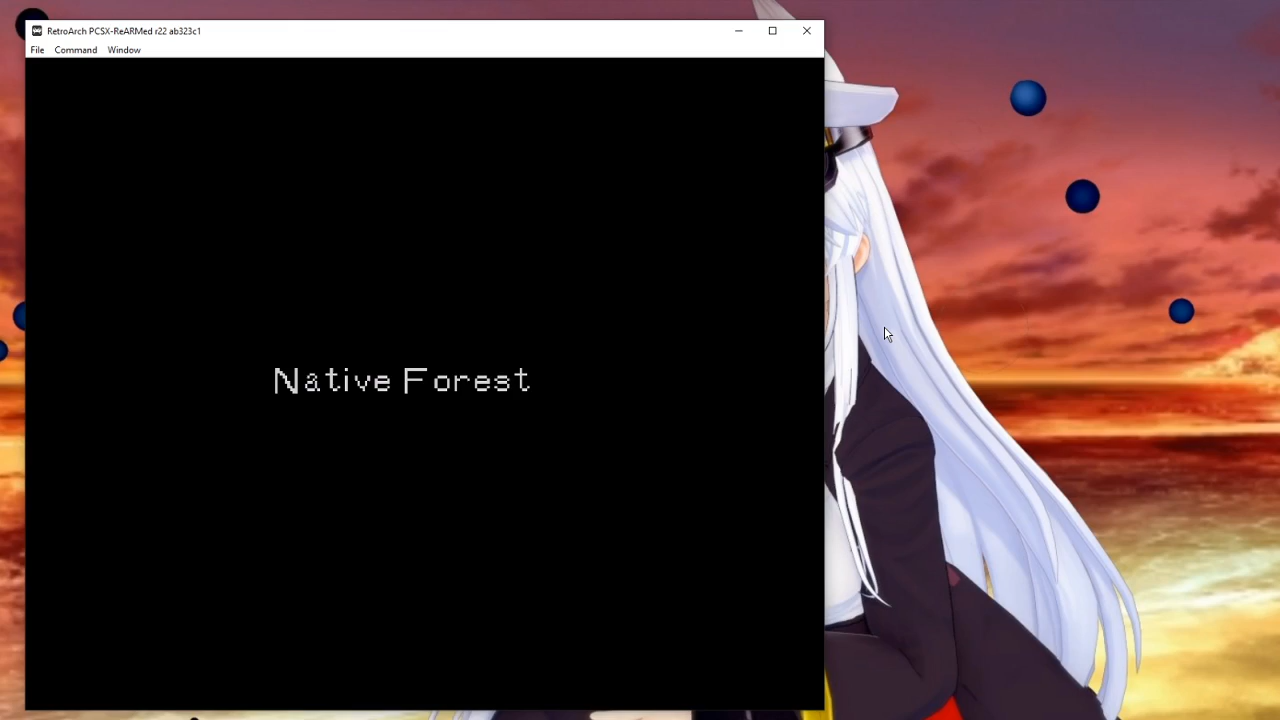 RetroArch PCSX-ReARMed r22 ab323c1
File Command Window
Native Forest